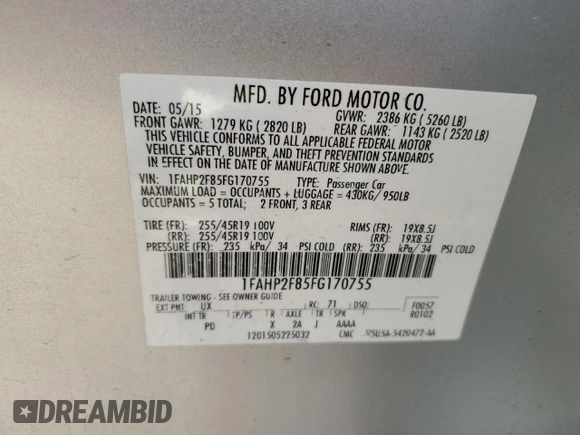 MFD. BY FORD MOTOR CO.
DATE: 05/15 GVWR: 2386 KG ( 5260 LB)
FRONT GAWR: 1279 KG ( 2820 LB) REAR GAWR: 1143 KG ( 2520 LB)
THIS VEHICLE CONFORMS TO ALL APPLICABLE FEDERAL MOTOR
VEHICLE SAFETY, BUMPER, AND THEFT PREVENTION STANDARDS
IN EFFECT ON THE DATE OF MANUFACTURE SHOWN ABOVE.
VIN: 1FAHP2F85FG170755 TYPE: Passenger Car
MAXIMUM LOAD = OCCUPANTS + LUGGAGE = 430KG/ 950LB
OCCUPANTS = 5 TOTAL; 2 FRONT, 3 REAR
TIRE (FR): 255/45R19 100V RIMS (FR): 19X8.5J
(RR): 255/45R19 100V (RR): 19X8.5J
PRESSURE (FR): 235 kPa/ 34 PSI COLD (RR): 235 kPa/ 34 PSI COLD
1FAHP2F85FG170755
TRAILER TOWING - SEE OWNER GUIDE
EXT PNT: UX RC: 71 DSO: F0057
INT TR TP/PS R AXLE TR SPR R0102
PD X 2A J AAAA
1201505225032 CMC 5U5A-5420472-AA
DREAMBID